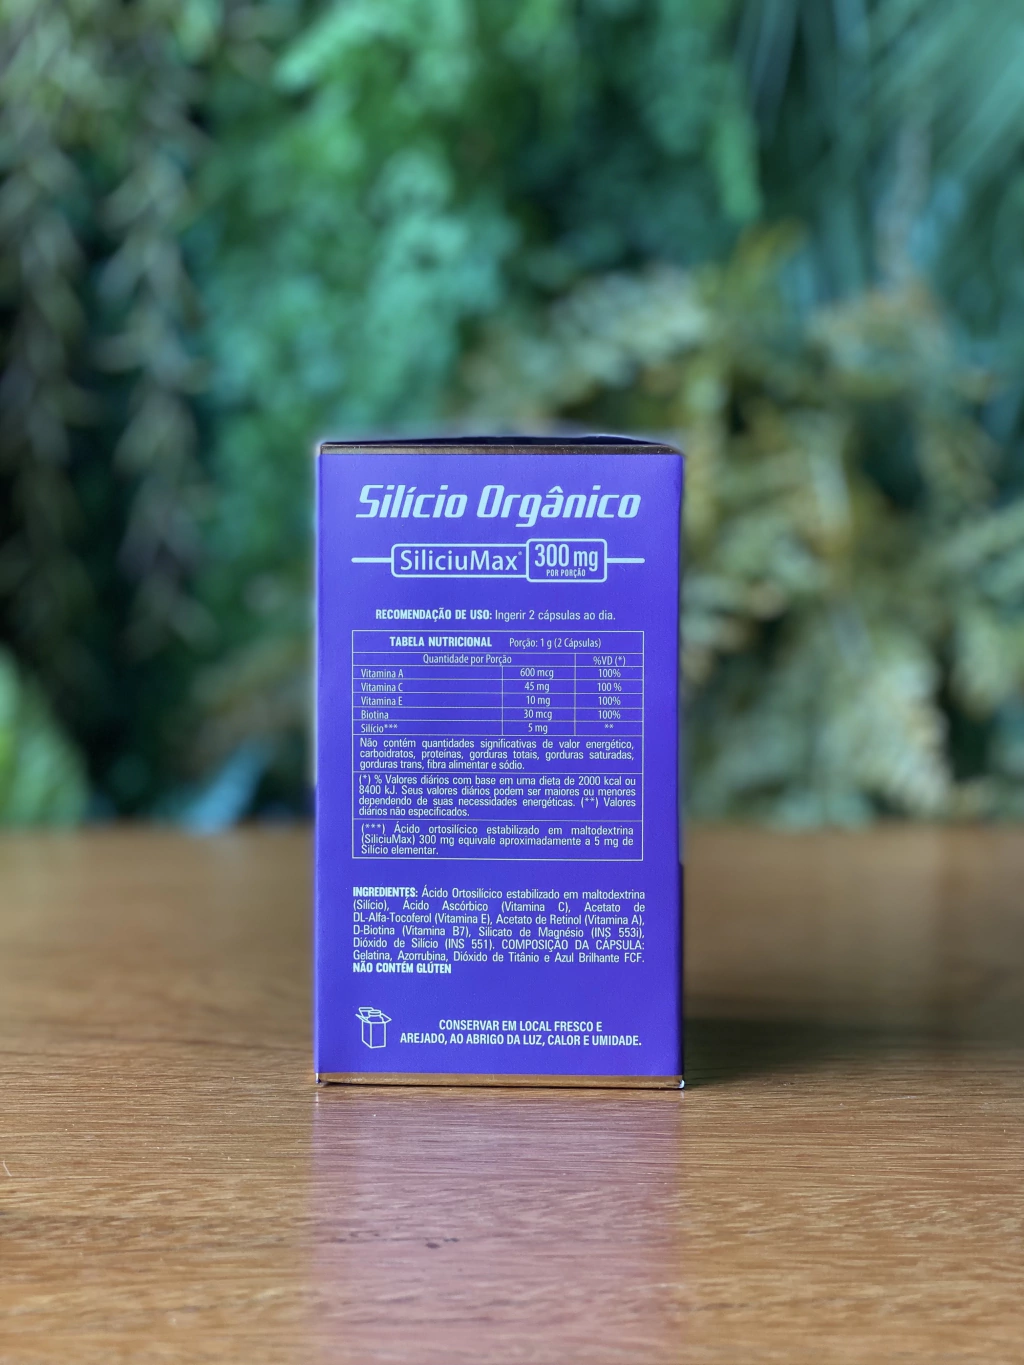 Silício Orgânico
SiliciuMax® 300 mg
POR PORÇÃO
RECOMENDAÇÃO DE USO: Ingerir 2 cápsulas ao dia.
TABELA NUTRICIONAL Porção: 1 g (2 Cápsulas)
Quantidade por Porção %VD (*)
Vitamina A 600 mcg 100%
Vitamina C 45 mg 100 %
Vitamina E 10 mg 100%
Biotina 30 mcg 100%
Silício*** 5 mg **
Não contém quantidades significativas de valor energético,
carboidratos, proteínas, gorduras totais, gorduras saturadas,
gorduras trans, fibra alimentar e sódio.
(*) % Valores diários com base em uma dieta de 2000 kcal ou
8400 kJ. Seus valores diários podem ser maiores ou menores
dependendo de suas necessidades energéticas. (**) Valores
diários não especificados.
(***) Ácido ortosilícico estabilizado em maltodextrina
(SiliciuMax) 300 mg equivale aproximadamente a 5 mg de
Silício elementar.
INGREDIENTES: Ácido Ortosilícico estabilizado em maltodextrina
(Silício), Ácido Ascórbico (Vitamina C), Acetato de
DL-Alfa-Tocoferol (Vitamina E), Acetato de Retinol (Vitamina A),
D-Biotina (Vitamina B7), Silicato de Magnésio (INS 553i),
Dióxido de Silício (INS 551). COMPOSIÇÃO DA CÁPSULA:
Gelatina, Azorrubina, Dióxido de Titânio e Azul Brilhante FCF.
NÃO CONTÉM GLÚTEN
CONSERVAR EM LOCAL FRESCO E
AREJADO, AO ABRIGO DA LUZ, CALOR E UMIDADE.